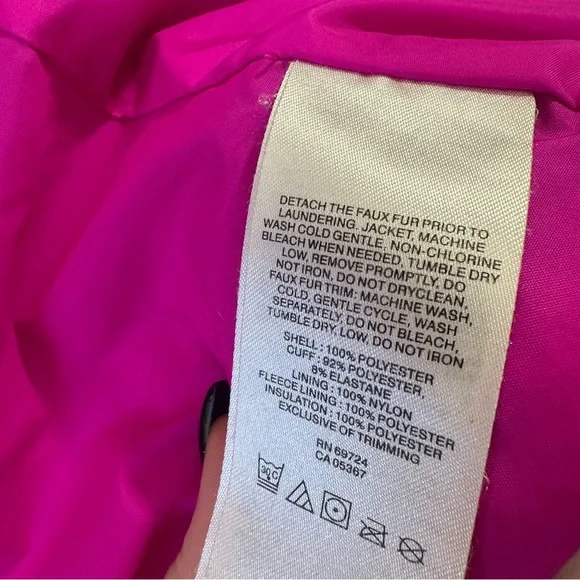 DETACH THE FAUX FUR PRIOR TO
LAUNDERING. JACKET, MACHINE
WASH COLD GENTLE, NON-CHLORINE
BLEACH WHEN NEEDED, TUMBLE DRY
LOW, REMOVE PROMPTLY. DO
NOT IRON, DO NOT DRYCLEAN,
FAUX FUR TRIM: MACHINE WASH,
COLD, GENTLE CYCLE, WASH
SEPARATELY, DO NOT BLEACH,
TUMBLE DRY, LOW, DO NOT IRON
SHELL : 100% POLYESTER
CUFF : 92% POLYESTER,
8% ELASTANE
LINING : 100% NYLON
FLEECE LINING : 100% POLYESTER
INSULATION : 100% POLYESTER
EXCLUSIVE OF TRIMMING
RN 69724
CA 05367
30C